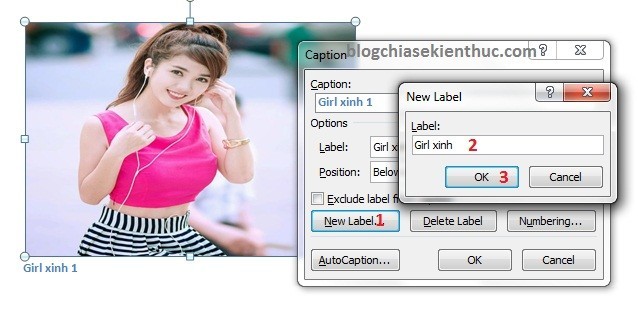 blogchiasekienthuc.com
Caption
Caption:
Girl xinh 1
Options
Label: Girl x
Position: Below
Exclude label f
New Label... 1
Delete Label
Numbering...
AutoCaption...
OK
Cancel
New Label
Label:
Girl xinh 2
OK 3
Cancel
Girl xinh 1